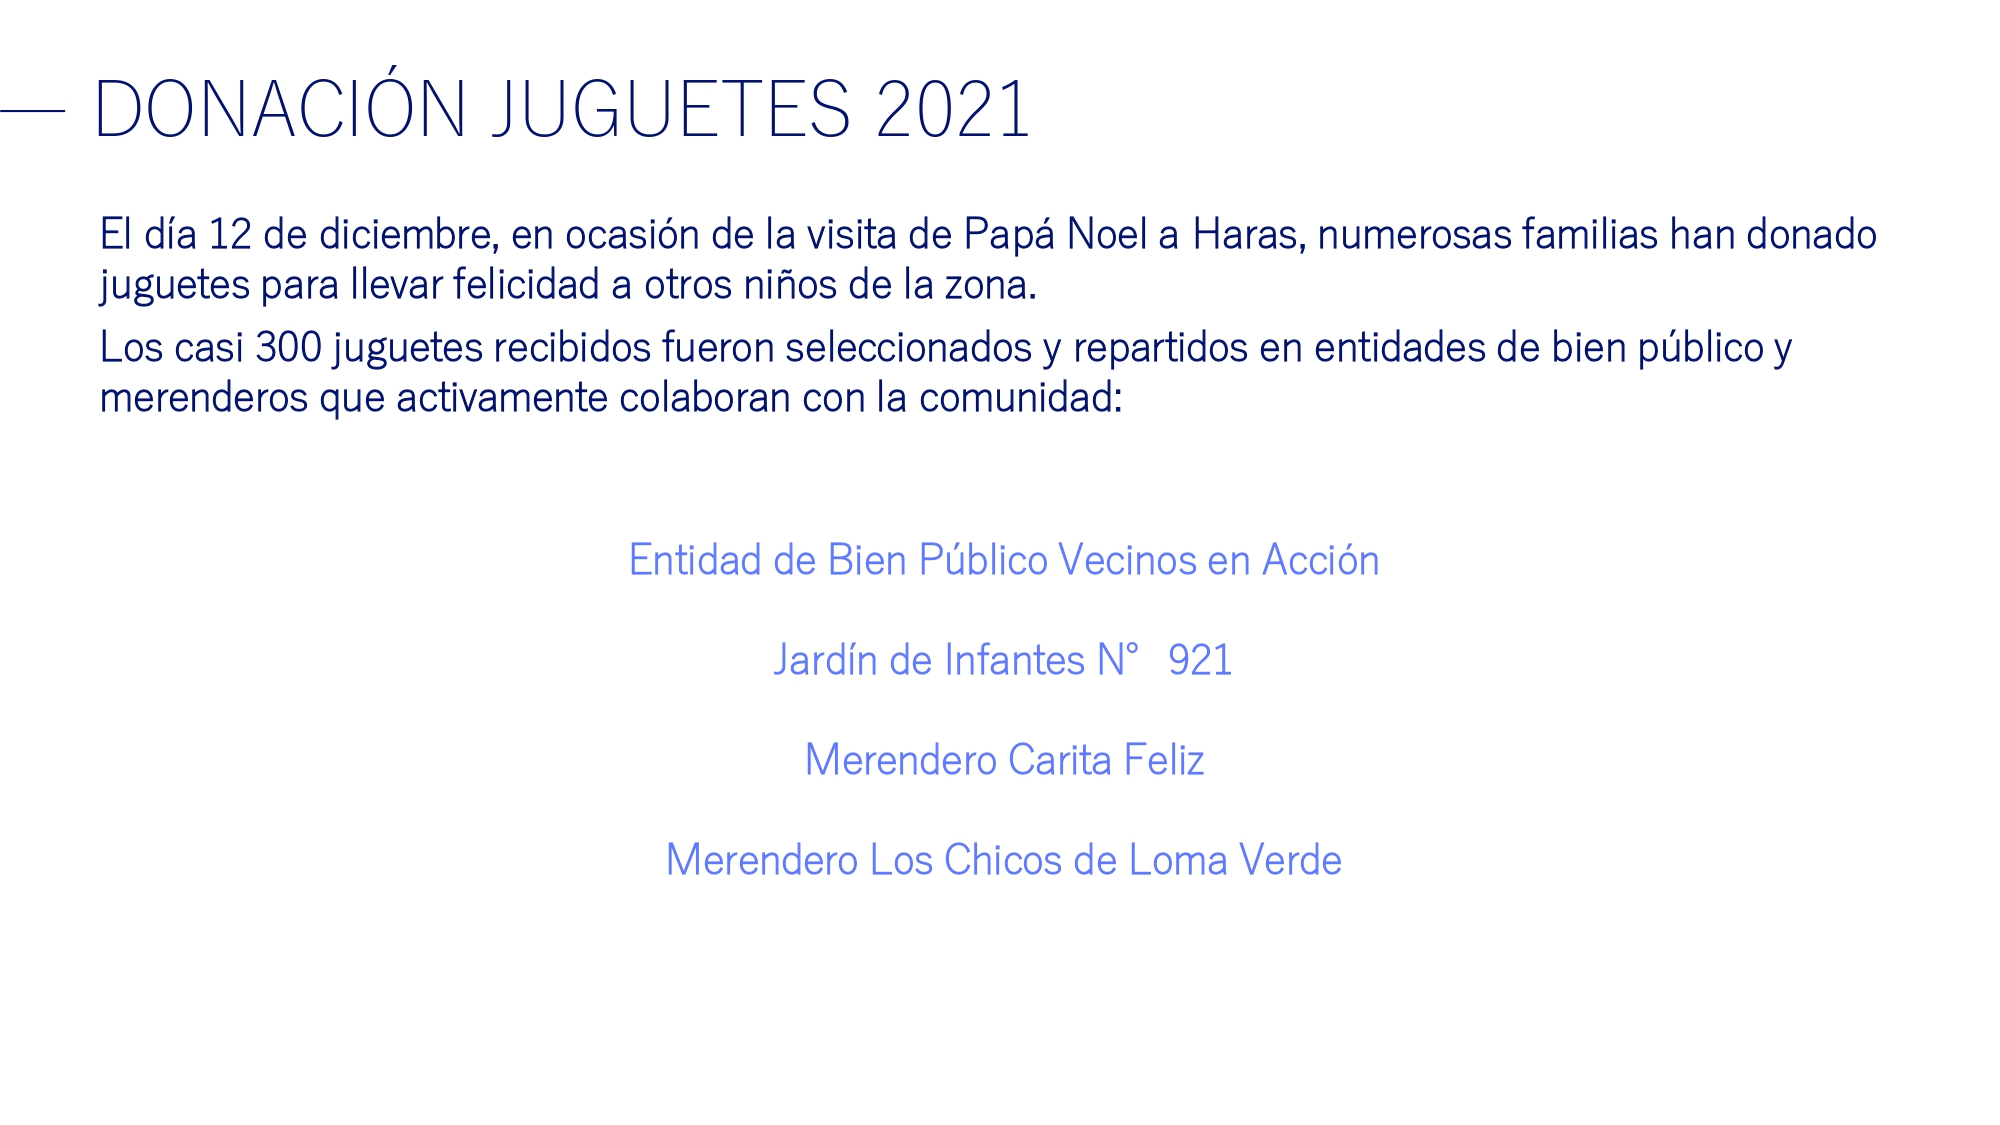 DONACIÓN JUGUETES 2021
El día 12 de diciembre, en ocasión de la visita de Papá Noel a Haras, numerosas familias han donado
juguetes para llevar felicidad a otros niños de la zona.
Los casi 300 juguetes recibidos fueron seleccionados y repartidos en entidades de bien público y
merenderos que activamente colaboran con la comunidad:
Entidad de Bien Público Vecinos en Acción
Jardín de Infantes N° 921
Merendero Carita Feliz
Merendero Los Chicos de Loma Verde